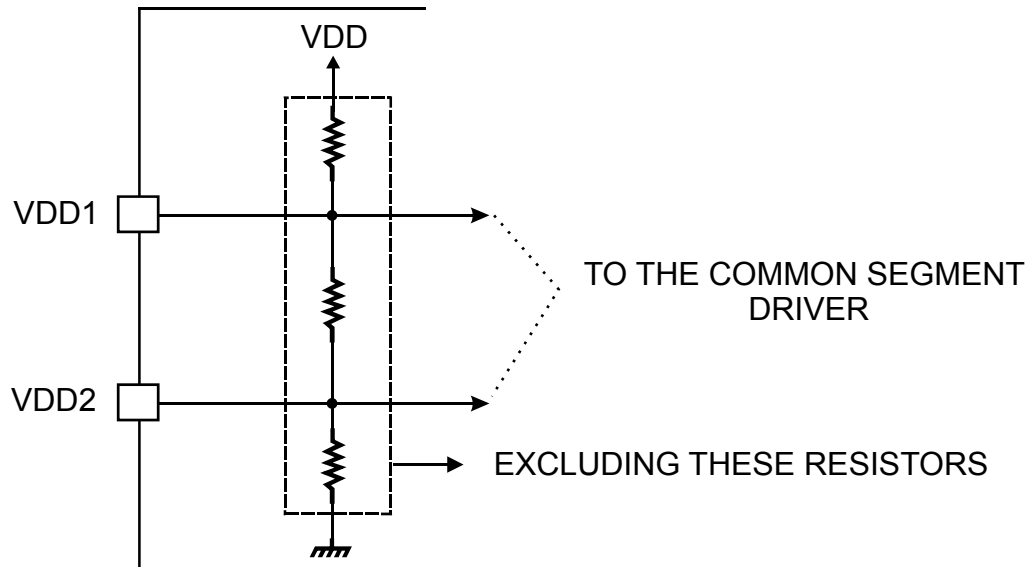 VDD
VDD1
TO THE COMMON SEGMENT
DRIVER
VDD2
EXCLUDING THESE RESISTORS